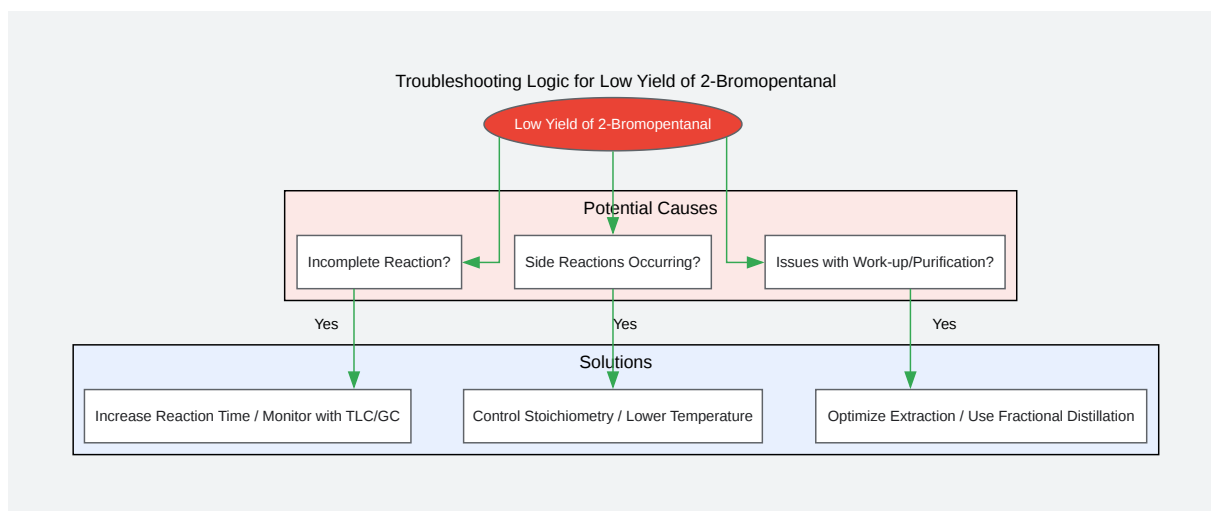 Troubleshooting Logic for Low Yield of 2-Bromopentanal
Low Yield of 2-Bromopentanal
Potential Causes
Incomplete Reaction?
Side Reactions Occurring?
Issues with Work-up/Purification?
Yes
Yes
Yes
Solutions
Increase Reaction Time / Monitor with TLC/GC
Control Stoichiometry / Lower Temperature
Optimize Extraction / Use Fractional Distillation